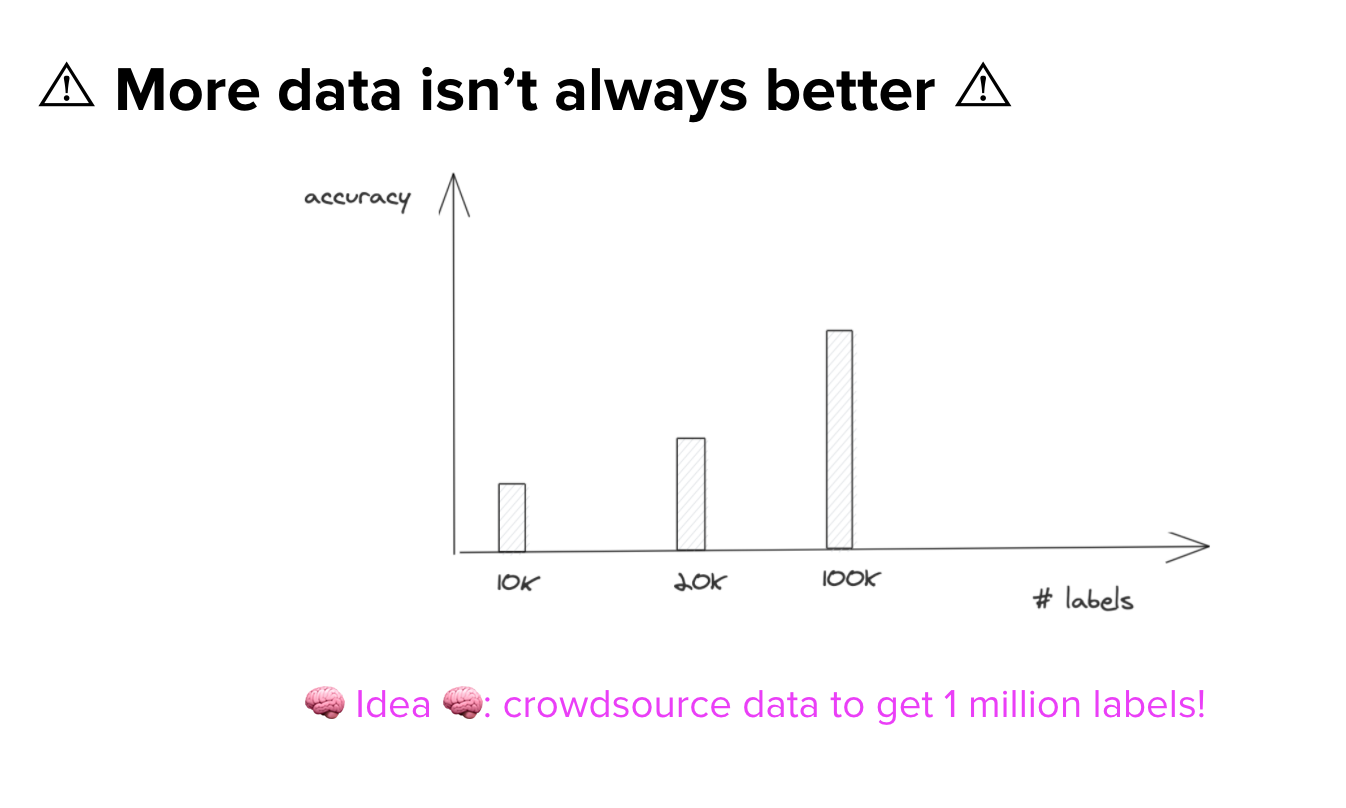 ⚠ More data isn’t always better ⚠
accuracy
10K
20K
100K
# labels
🧠 Idea 🧠: crowdsource data to get 1 million labels!